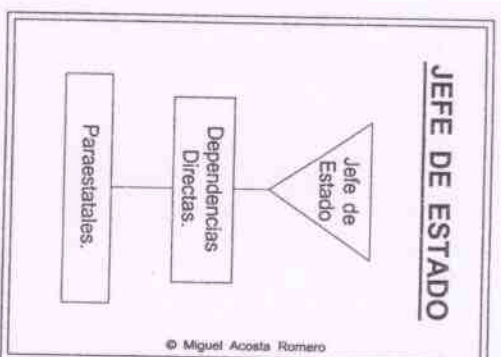 JEFE DE ESTADO
Jefe de
Estado
Dependencias
Directas.
Paraestatales.
© Miguel Acosta Romero